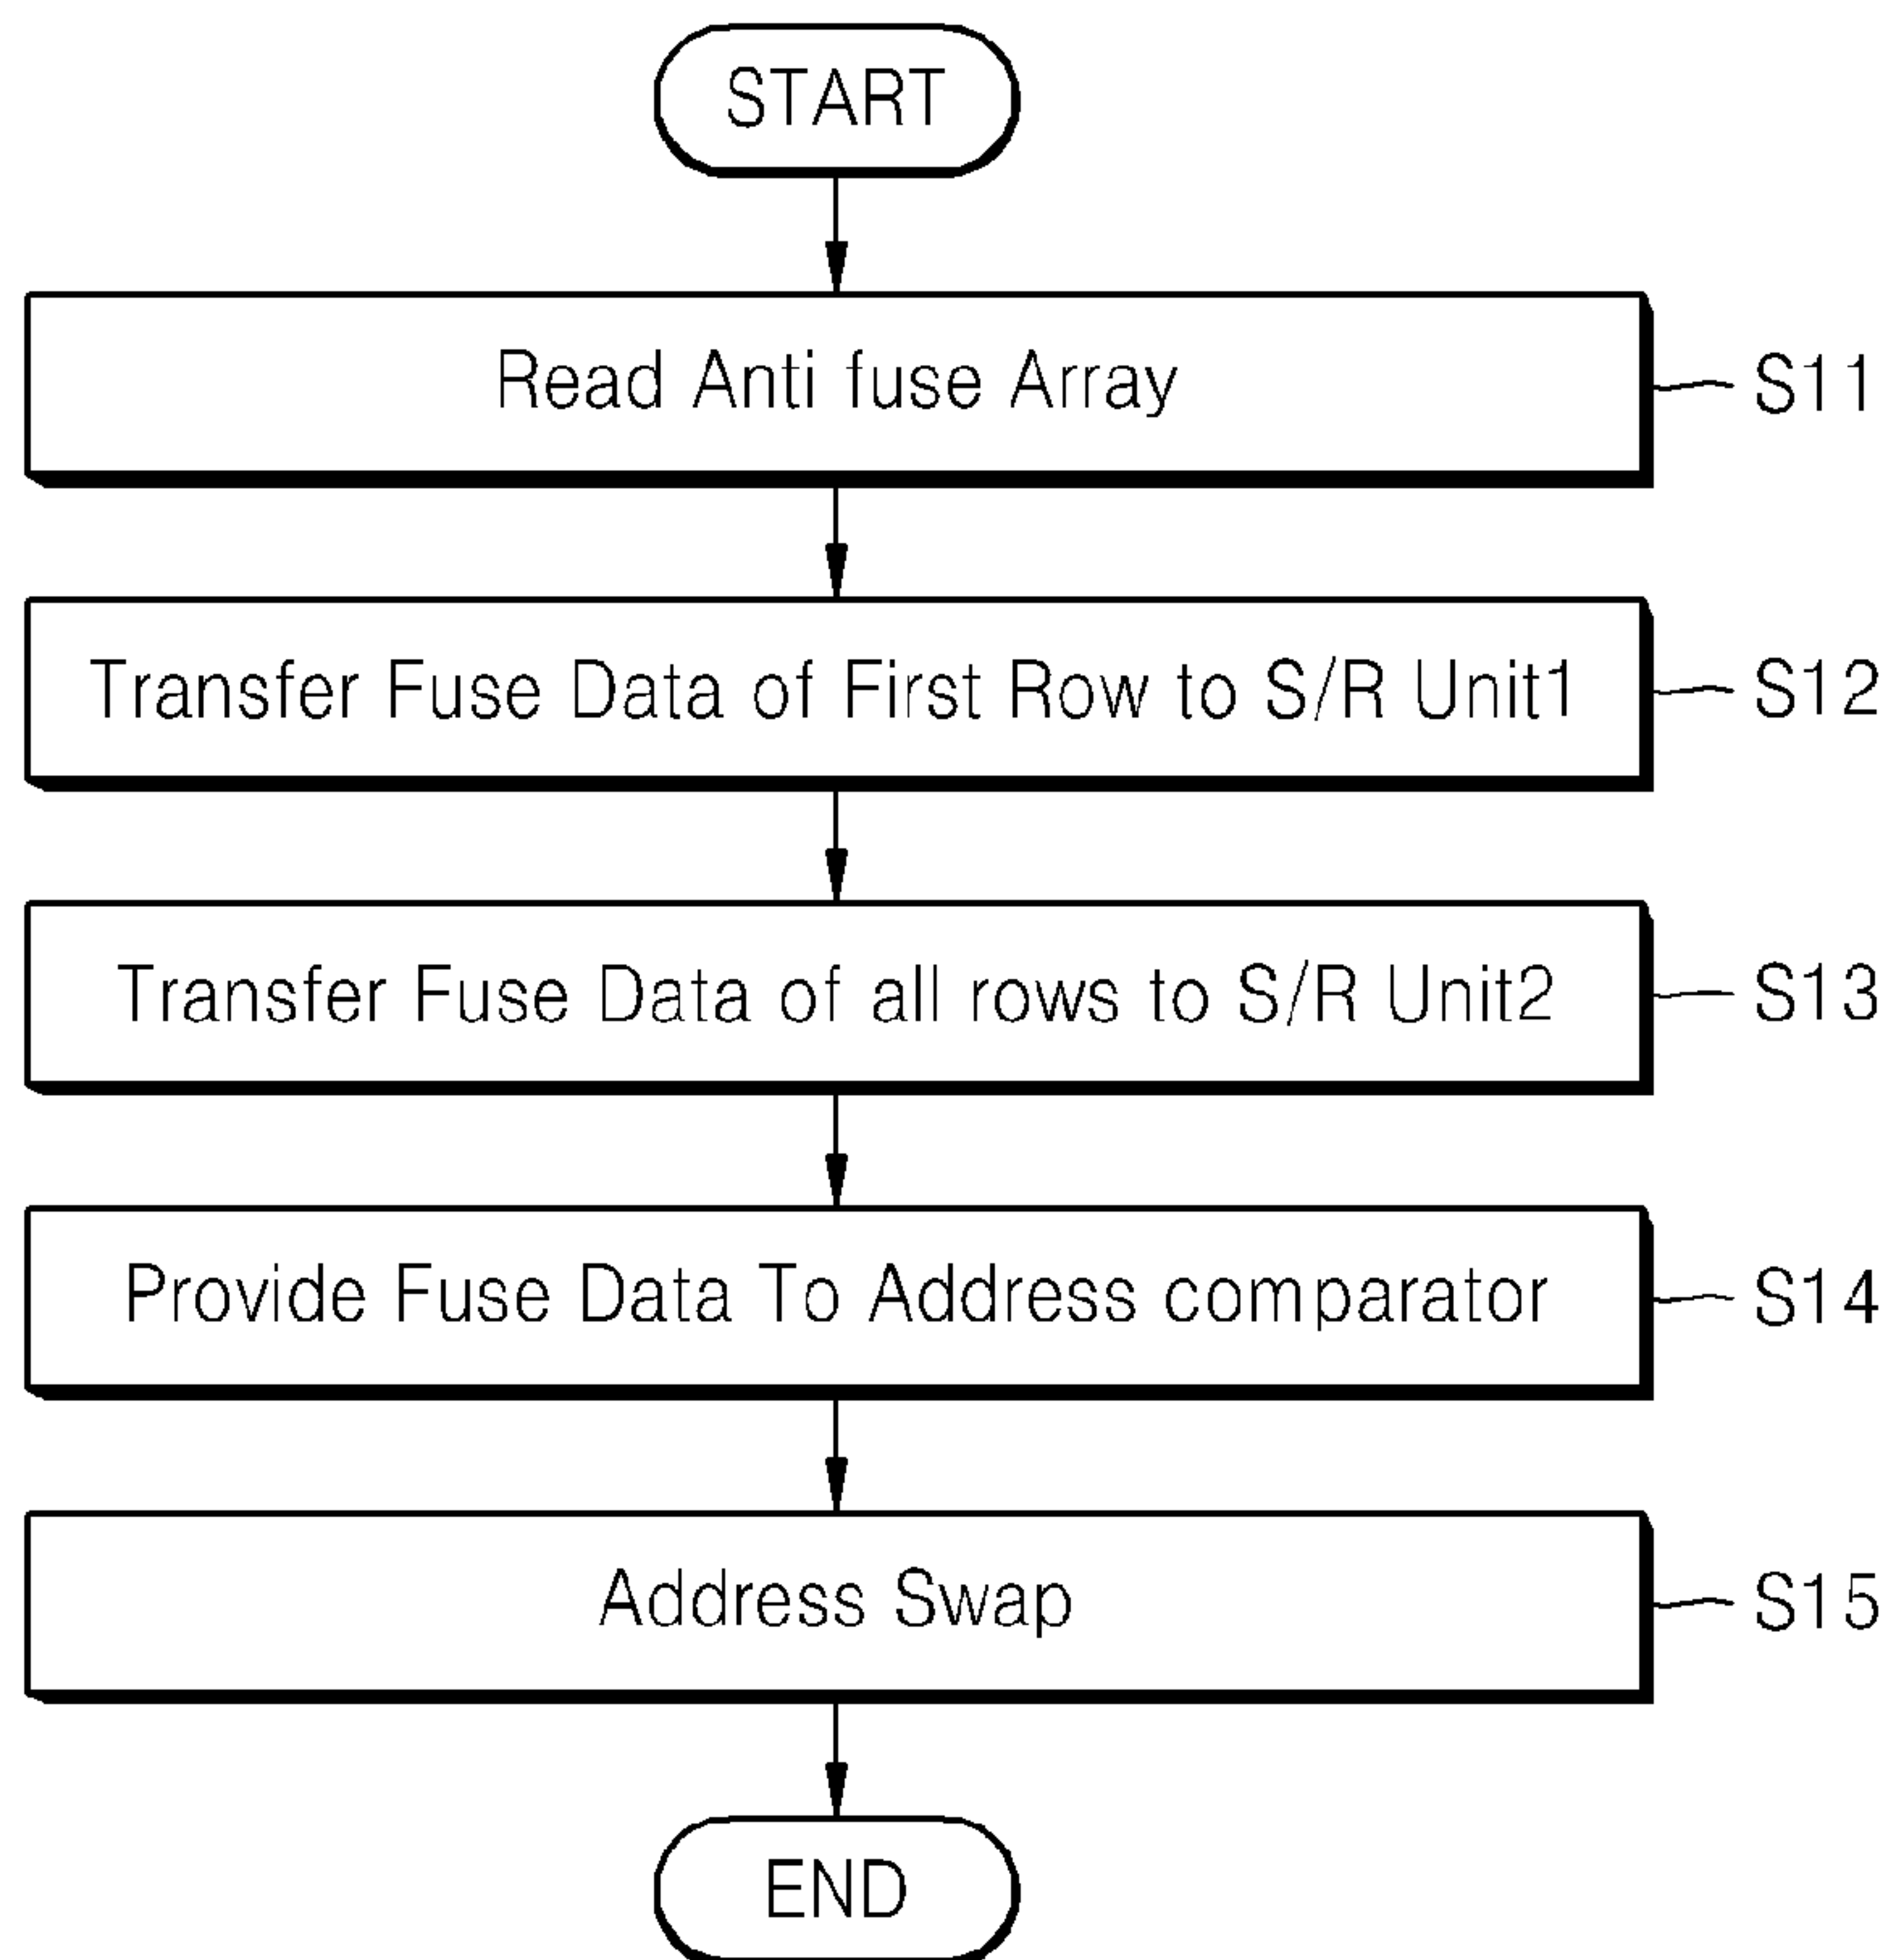 START
Read Anti fuse Array
S11
Transfer Fuse Data of First Row to S/R Unit1
S12
Transfer Fuse Data of all rows to S/R Unit2
S13
Provide Fuse Data To Address comparator
S14
Address Swap
S15
END